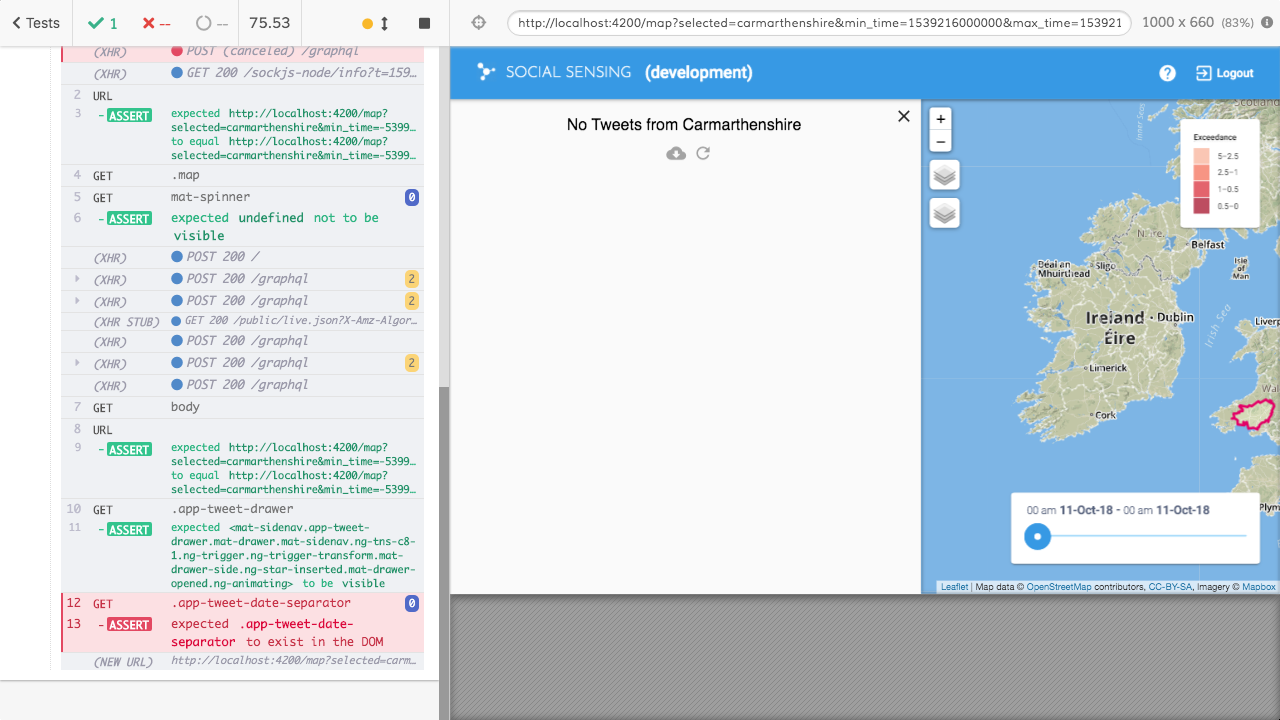 Tests
1
--
--
75.53
http://localhost:4200/map?selected=carmarthenshire&min_time=1539216000000&max_time=153921
1000 x 660 (83%)
(XHR) POST (canceled) /graphql
(XHR) GET 200 /sockjs-node/info?t=159...
2 URL
3 - ASSERT expected http://localhost:4200/map?
selected=carmarthenshire&min_time=-5399...
to equal http://localhost:4200/map?
selected=carmarthenshire&min_time=-5399...
4 GET .map
5 GET mat-spinner 0
6 - ASSERT expected undefined not to be
visible
(XHR) POST 200 /
(XHR) POST 200 /graphql 2
(XHR) POST 200 /graphql 2
(XHR STUB) GET 200 /public/live.json?X-Amz-Algor...
(XHR) POST 200 /graphql
(XHR) POST 200 /graphql 2
(XHR) POST 200 /graphql
7 GET body
8 URL
9 - ASSERT expected http://localhost:4200/map?
selected=carmarthenshire&min_time=-5399...
to equal http://localhost:4200/map?
selected=carmarthenshire&min_time=-5399...
10 GET .app-tweet-drawer
11 - ASSERT expected <mat-sidenav.app-tweet-
drawer.mat-drawer.mat-sidenav.ng-tns-c8-
1.ng-trigger.ng-trigger-transform.mat-
drawer-side.ng-star-inserted.mat-drawer-
opened.ng-animating> to be visible
12 GET .app-tweet-date-separator 0
13 - ASSERT expected .app-tweet-date-
separator to exist in the DOM
(NEW URL) http://localhost:4200/map?selected=carm...
SOCIAL SENSING (development)
? Logout
No Tweets from Carmarthenshire
+
−
Exceedance
5-2.5
2.5-1
1-0.5
0.5-0
Inner Seas
Belfast
Sligo
Déal an
Mhuirthead
Isle
of
Man
Ireland
Éire
Dublin
Irish Sea
Liverp
Limerick
Wal
Cork
Plym
00 am 11-Oct-18 - 00 am 11-Oct-18
Leaflet | Map data © OpenStreetMap contributors, CC-BY-SA, Imagery © Mapbox